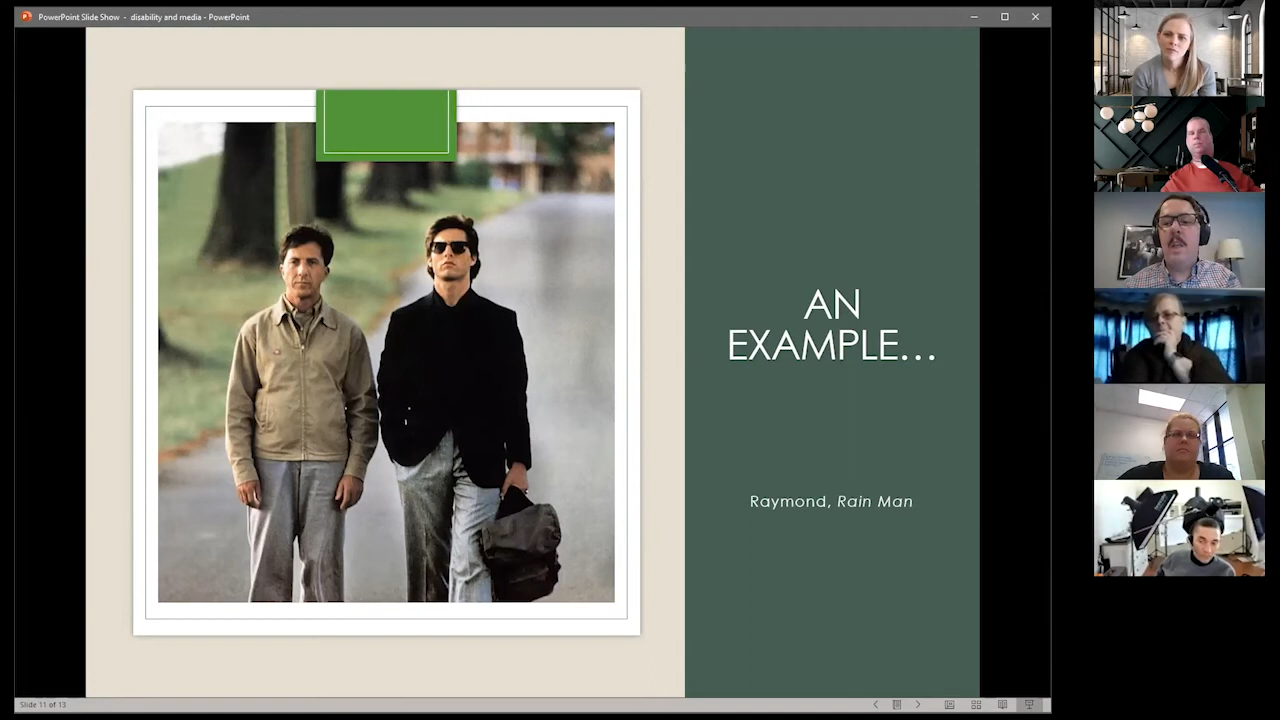 PowerPoint Slide Show - disability and media - PowerPoint
AN
EXAMPLE...
Raymond, Rain Man
Slide 11 of 13